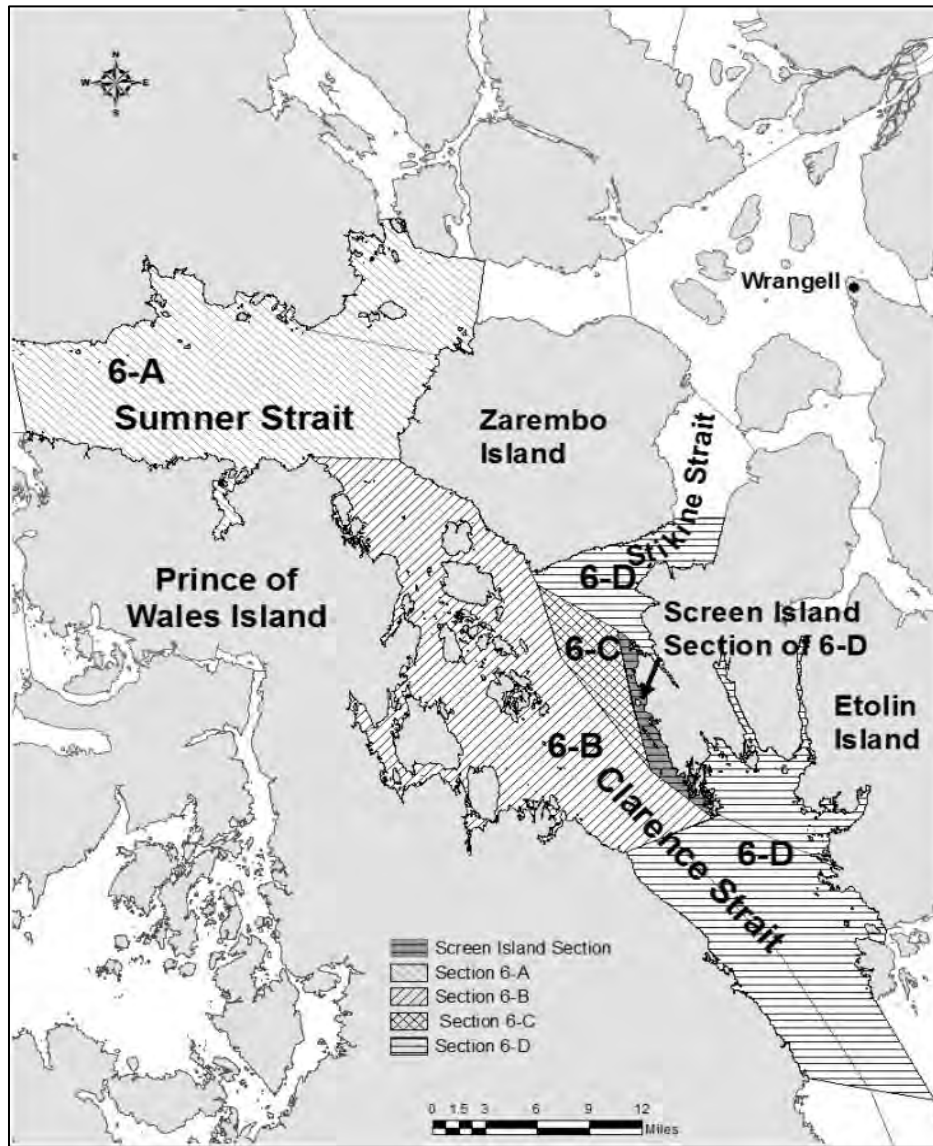 N
W E
S
Wrangell
6-A
Sumner Strait
Zarembo
Island
Stikine Strait
Prince of
Wales Island
6-D
Screen Island
Section of 6-D
6-C
Etolin
Island
6-B
Clarence Strait
6-D
Screen Island Section
Section 6-A
Section 6-B
Section 6-C
Section 6-D
0 1.5 3 6 9 12
Miles